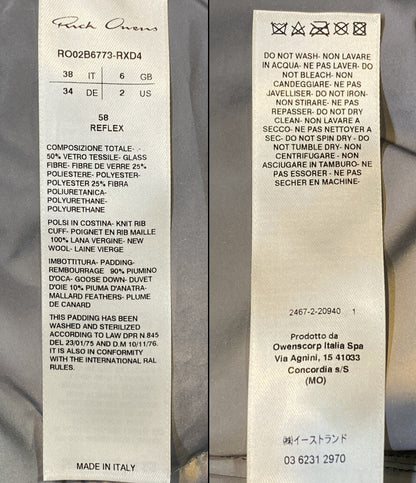 Rick Owens
RO02B6773-RXD4
38 IT 6 GB
34 DE 2 US
58
REFLEX
COMPOSIZIONE TOTALE- .-
50% VETRO TESSILE- GLASS
FIBRE- FIBRE DE VERRE 25%
POLIESTERE- POLYESTER-
POLYESTER 25% FIBRA
POLIURETANICA-
POLYURETHANE-
POLYURETHANE
POLSI IN COSTINA- KNIT RIB
CUFF- POIGNET EN RIB MAILLE
100% LANA VERGINE- NEW
WOOL- LAINE VIERGE
IMBOTTITURA- PADDING-
REMBOURRAGE 90% PIUMINO
D'OCA- GOOSE DOWN- DUVET
D'OIE 10% PIUMA D'ANATRA-
MALLARD FEATHERS- PLUME
DE CANARD
THIS PADDING HAS BEEN
WASHED AND STERILIZED
ACCORDING TO LAW DPR N.845
DEL 23/01/75 AND D.M 10/11/76.
IT IS ALSO IN CONFORMITY
WITH THE INTERNATIONAL RAL
RULES.
MADE IN ITALY
DO NOT WASH- NON LAVARE
IN ACQUA- NE PAS LAVER- DO
NOT BLEACH- NON
CANDEGGIARE- NE PAS
JAVELLISER- DO NOT IRON-
NON STIRARE- NE PAS
REPASSER- DO NOT DRY
CLEAN- NON LAVARE A
SECCO- NE PAS NETTOYER A
SEC- DO NOT SPIN DRY- DO
NOT TUMBLE DRY- NON
CENTRIFUGARE - NON
ASCIUGARE IN TAMBURO- NE
PAS ESSORER- NE PAS
SECHER EN MACHINE-
2467-2-20940 1
Prodotto da
Owenscorp Italia Spa
Via Agnini, 15 41033
Concordia s/S
(MO)
㈱イーストランド
03 6231 2970